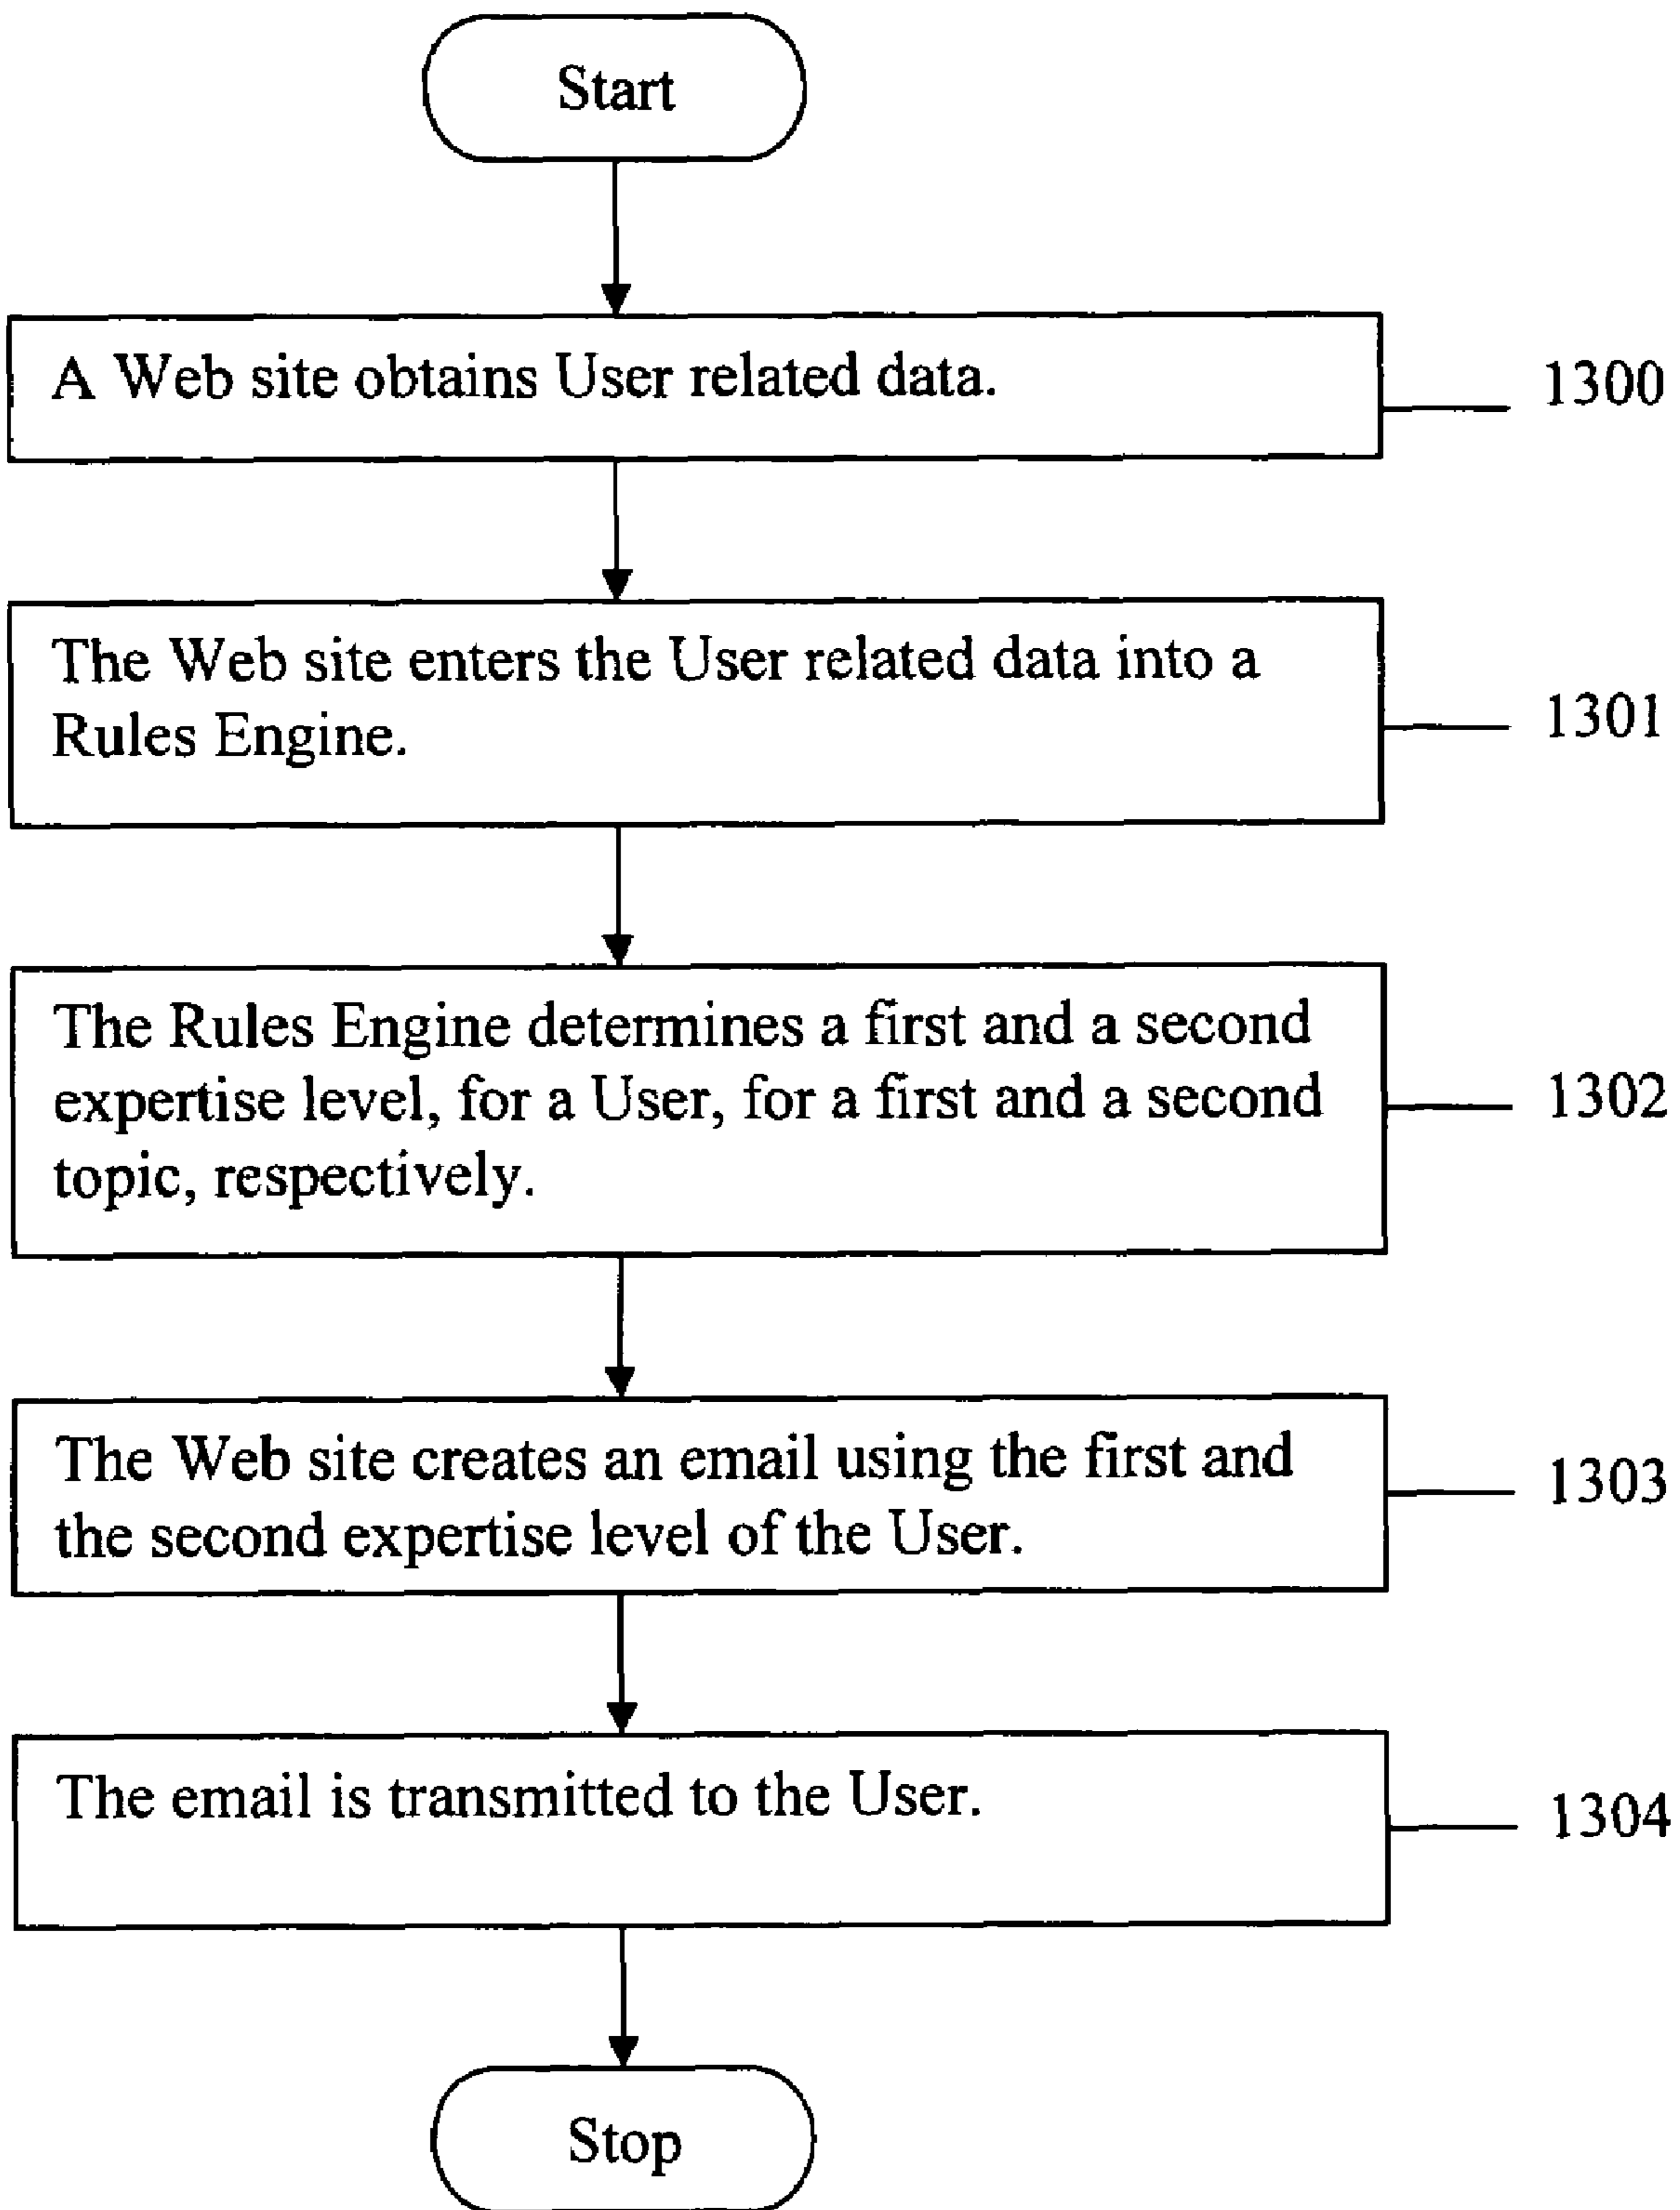 Start
A Web site obtains User related data.
1300
The Web site enters the User related data into a
Rules Engine.
1301
The Rules Engine determines a first and a second
expertise level, for a User, for a first and a second
topic, respectively.
1302
The Web site creates an email using the first and
the second expertise level of the User.
1303
The email is transmitted to the User.
1304
Stop